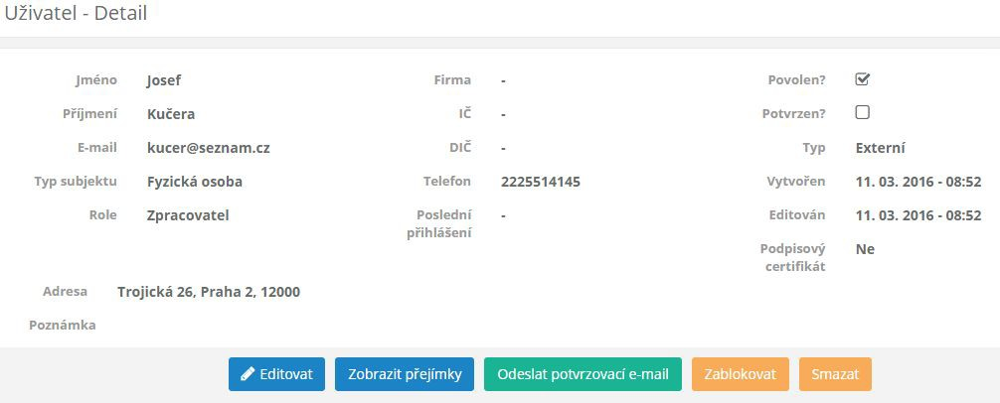 Uživatel - Detail
Jméno Josef Firma - Povolen?
Příjmení Kučera IČ - Potvrzen?
E-mail kucer@seznam.cz DIČ - Typ Externí
Typ subjektu Fyzická osoba Telefon 2225514145 Vytvořen 11. 03. 2016 - 08:52
Role Zpracovatel Poslední přihlášení - Editován 11. 03. 2016 - 08:52
Podpisový certifikát Ne
Adresa Trojická 26, Praha 2, 12000
Poznámka
Editovat Zobrazit přejímky Odeslat potvrzovací e-mail Zablokovat Smazat